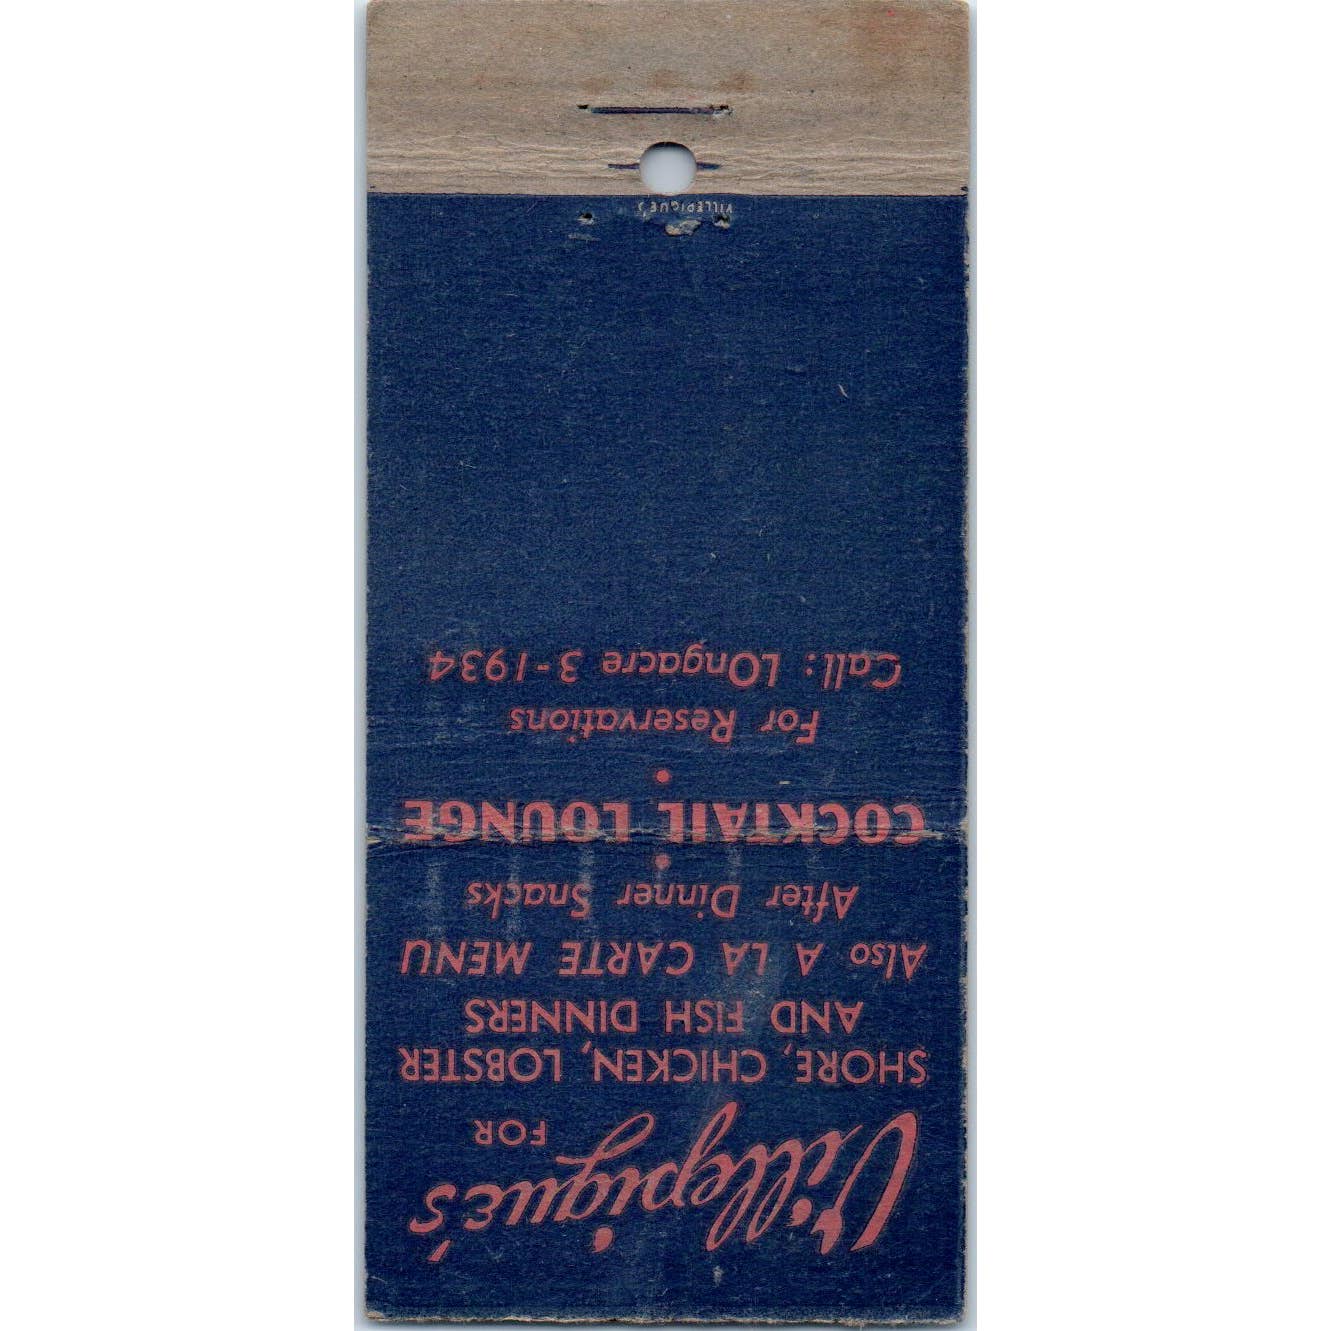 Villepigue's
FOR
SHORE, CHICKEN, LOBSTER
AND FISH DINNERS
Also A LA CARTE MENU
After Dinner Snacks
COCKTAIL LOUNGE
For Reservations
Call: LOngacre 3-1934
VILLEPIGUE'S